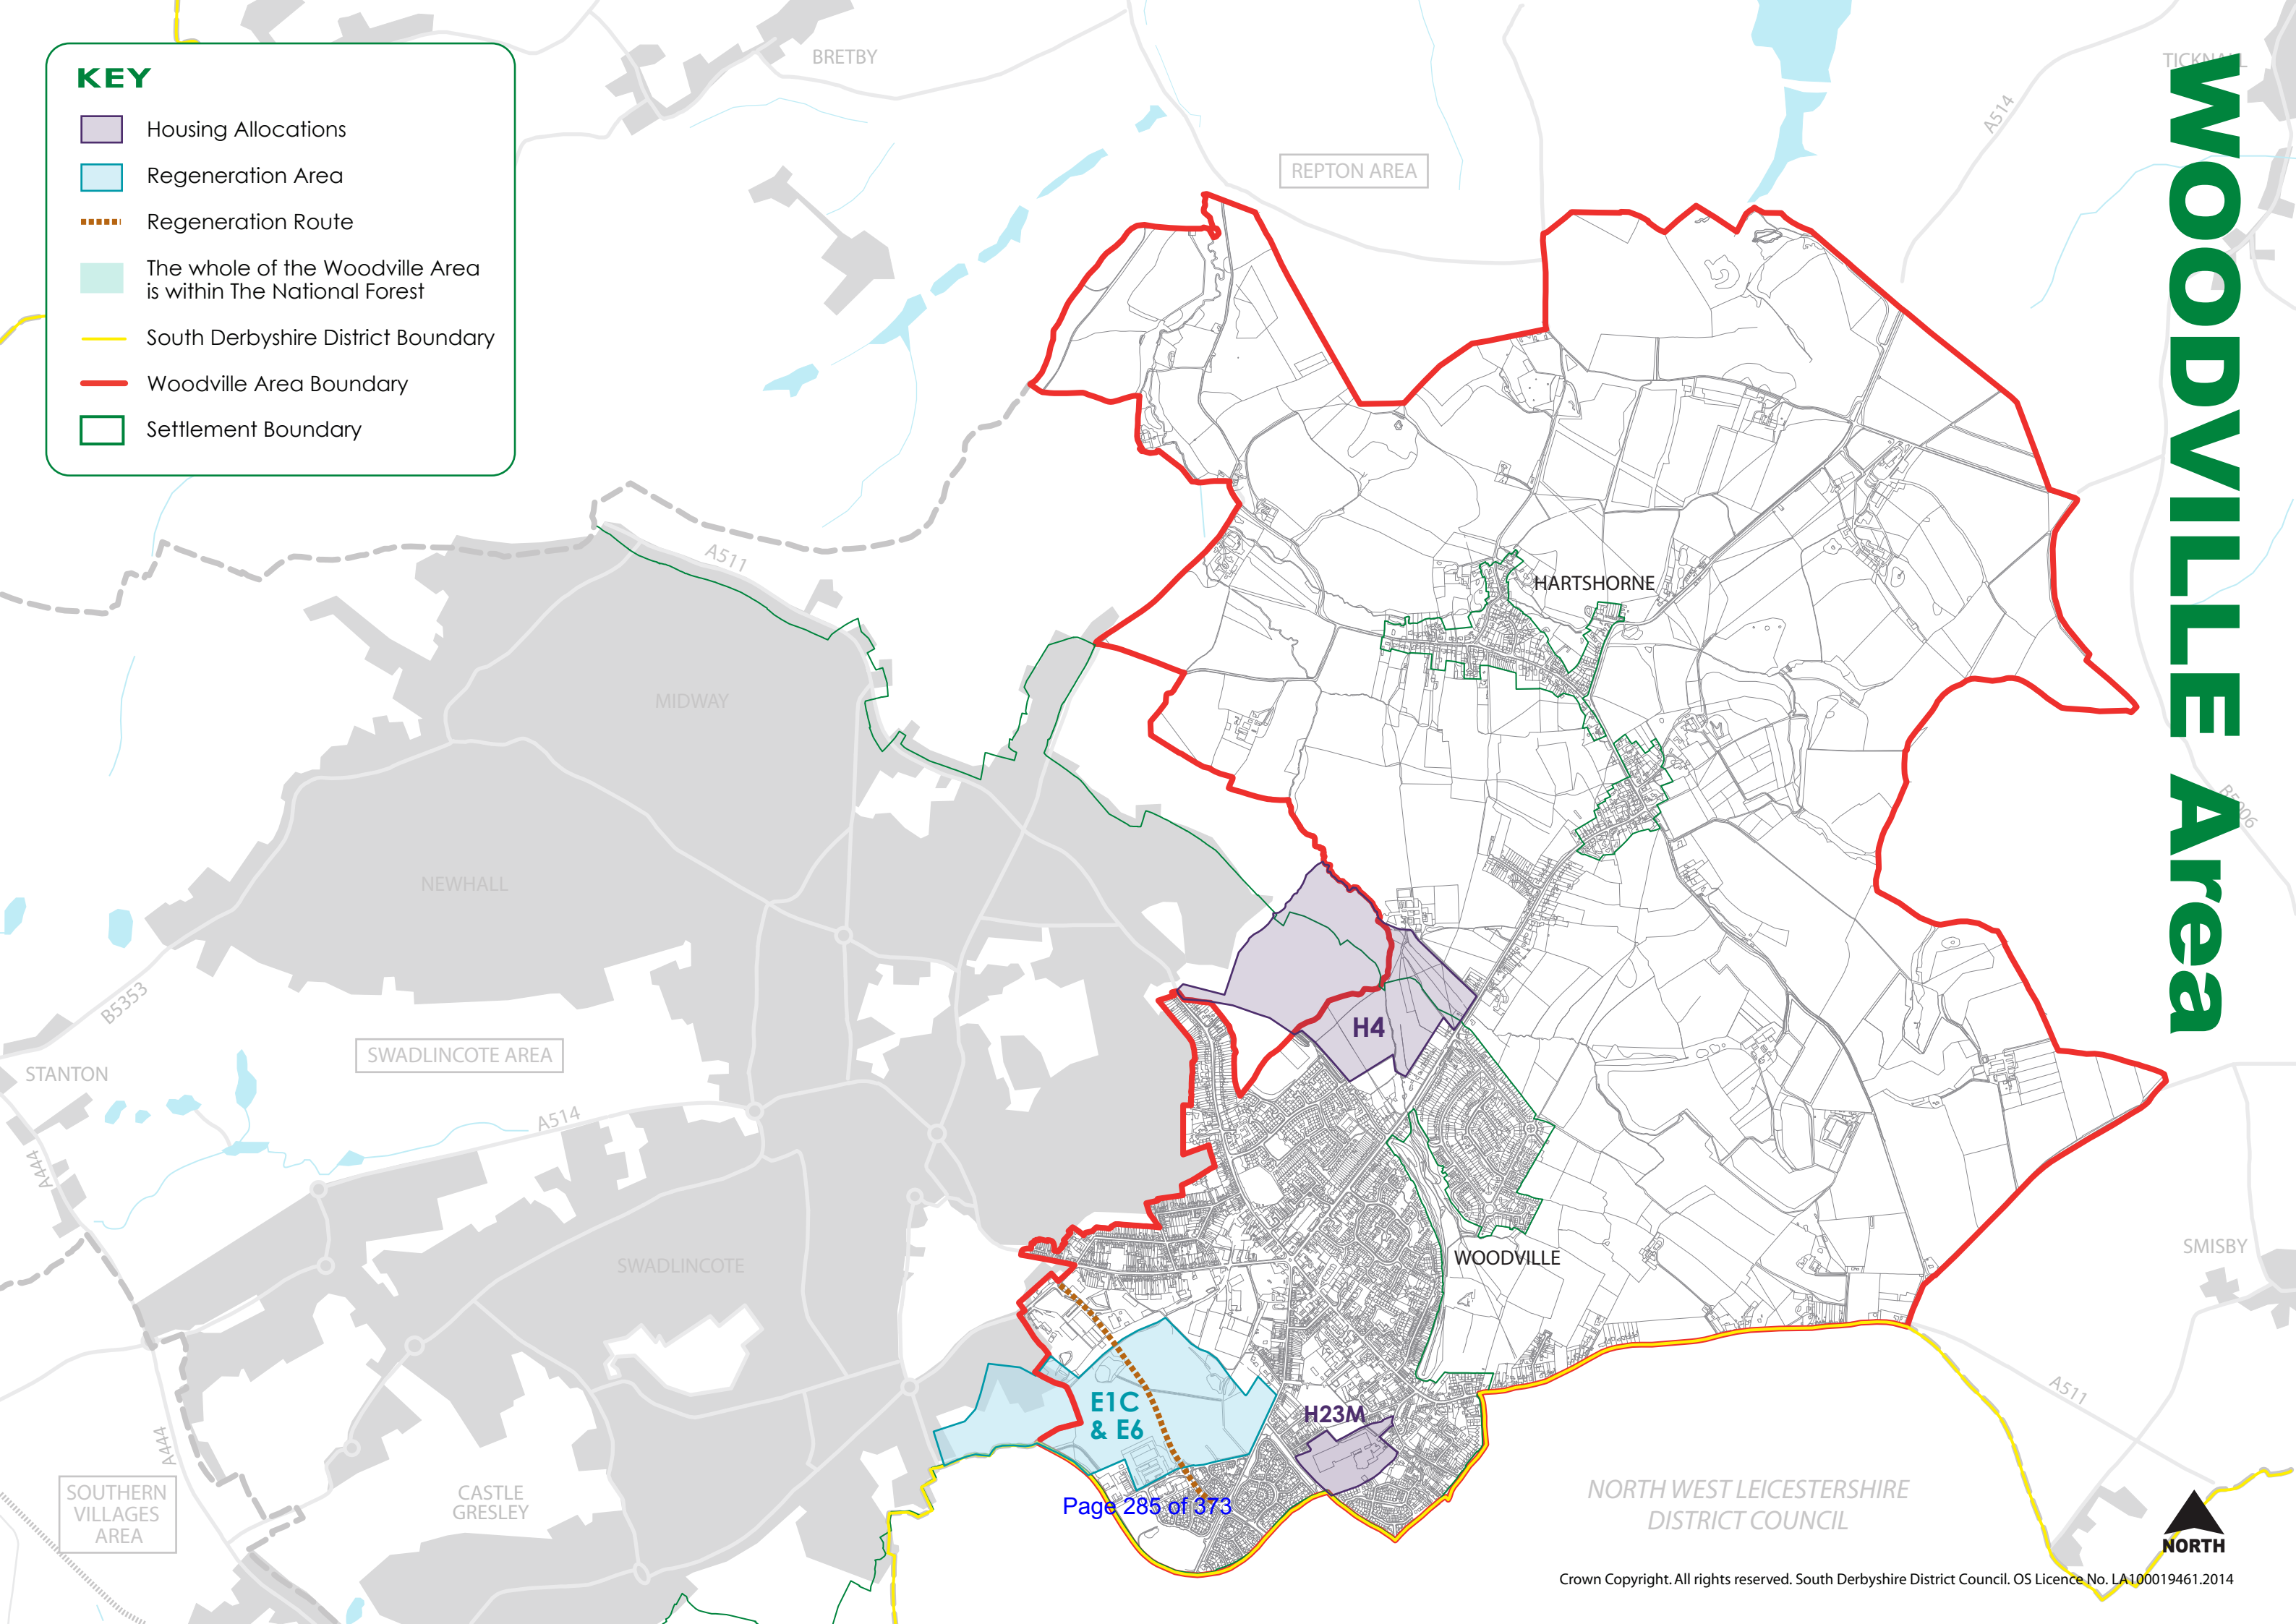 KEY
Housing Allocations
Regeneration Area
Regeneration Route
The whole of the Woodville Area
is within The National Forest
South Derbyshire District Boundary
Woodville Area Boundary
Settlement Boundary
WOODVILLE Area
BRETBY
REPTON AREA
TICKNALL
A514
A511
HARTSHORNE
MIDWAY
B5006
NEWHALL
B5353
H4
SWADLINCOTE AREA
STANTON
A514
A444
SWADLINCOTE
WOODVILLE
SMISBY
E1C
& E6
H23M
A511
A444
SOUTHERN
VILLAGES
AREA
CASTLE
GRESLEY
Page 285 of 373
NORTH WEST LEICESTERSHIRE
DISTRICT COUNCIL
NORTH
Crown Copyright. All rights reserved. South Derbyshire District Council. OS Licence No. LA100019461.2014